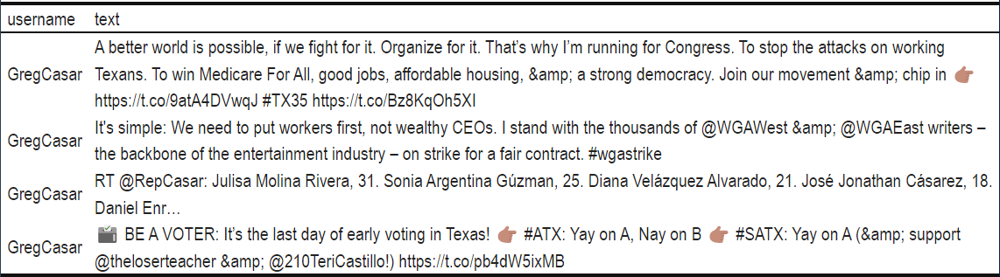 username text
A better world is possible, if we fight for it. Organize for it. That's why I'm running for Congress. To stop the attacks on working
GregCasar Texans. To win Medicare For All, good jobs, affordable housing, &amp; a strong democracy. Join our movement &amp; chip in 👉🏽
https://t.co/9atA4DVwqJ #TX35 https://t.co/Bz8KqOh5XI
It's simple: We need to put workers first, not wealthy CEOs. I stand with the thousands of @WGAWest &amp; @WGAEast writers –
GregCasar
the backbone of the entertainment industry – on strike for a fair contract. #wgastrike
RT @RepCasar: Julisa Molina Rivera, 31. Sonia Argentina Gúzman, 25. Diana Velázquez Alvarado, 21. José Jonathan Cásarez, 18.
GregCasar
Daniel Enr…
🗳 BE A VOTER: It's the last day of early voting in Texas! 👉🏽 #ATX: Yay on A, Nay on B 👉🏽 #SATX: Yay on A (&amp; support
GregCasar
@theloserteacher &amp; @210TeriCastillo!) https://t.co/pb4dW5ixMB